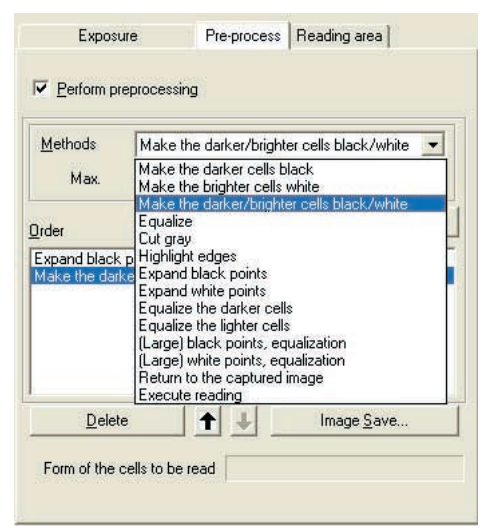 Exposure Pre-process Reading area
Perform preprocessing
Methods Make the darker/brighter cells black/white
Max.
Make the darker cells black
Make the brighter cells white
Make the darker/brighter cells black/white
Equalize
Cut gray
Highlight edges
Expand black points
Expand white points
Equalize the darker cells
Equalize the lighter cells
(Large) black points, equalization
(Large) white points, equalization
Return to the captured image
Execute reading
Order
Expand black p
Make the darke
Delete Image Save...
Form of the cells to be read